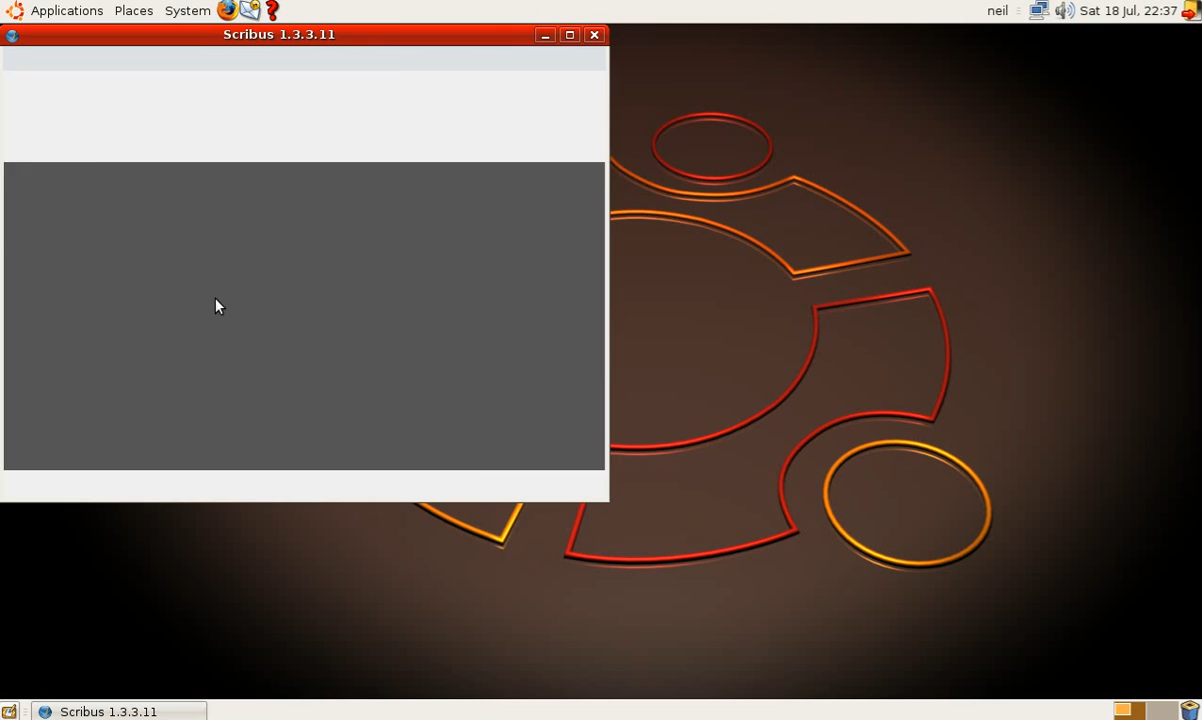 Applications Places System ? neil Sat 18 Jul, 22:37
Scribus 1.3.3.11
Scribus 1.3.3.11